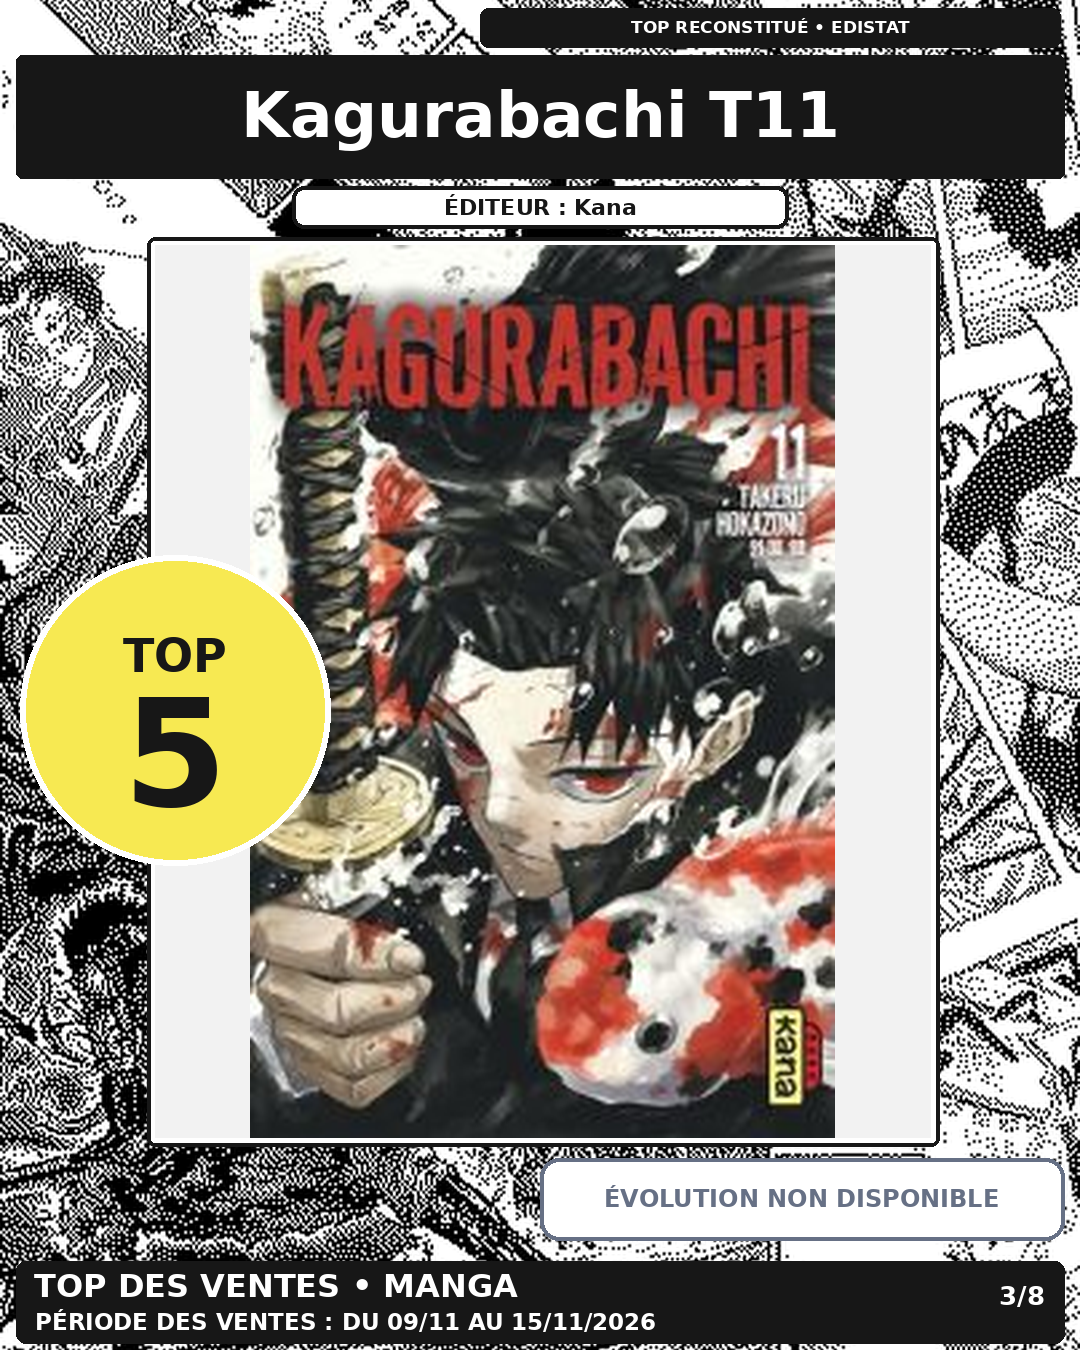 TOP RECONSTITUÉ • EDISTAT
Kagurabachi T11
ÉDITEUR : Kana
KAGURABACHI
11
TAKERU
HOKAZONO
TOP
5
kana
ÉVOLUTION NON DISPONIBLE
TOP DES VENTES • MANGA
3/8
PÉRIODE DES VENTES : DU 09/11 AU 15/11/2026